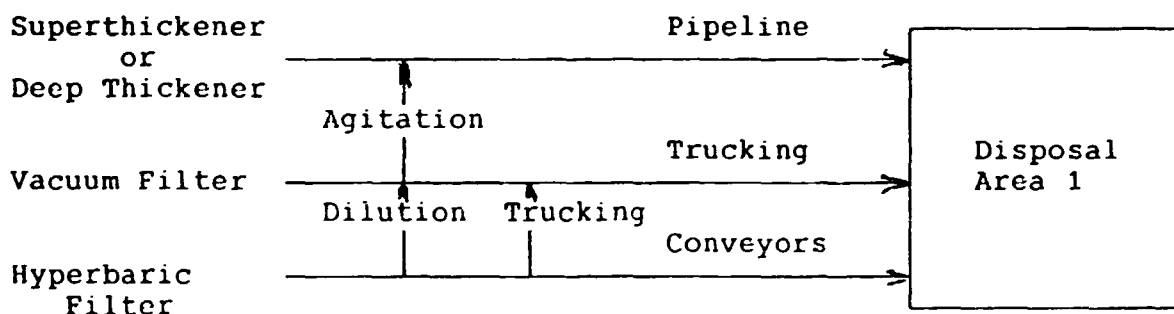 Superthickener
or
Deep Thickener
Pipeline
Agitation
Vacuum Filter
Trucking
Dilution
Trucking
Hyperbaric
Filter
Conveyors
Disposal
Area 1